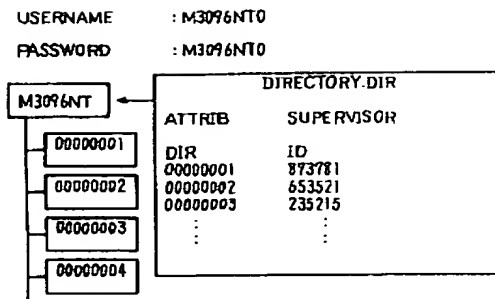 USERNAME : M3096NT0
PASSWORD : M3096NT0
M3096NT
00000001
00000002
00000003
00000004
DIRECTORY.DIR
ATTRIB SUPERVISOR
DIR ID
00000001 893781
00000002 653521
00000003 235215